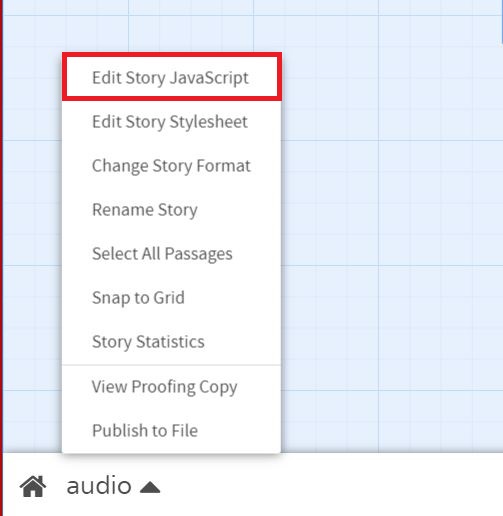 Edit Story JavaScript
Edit Story Stylesheet
Change Story Format
Rename Story
Select All Passages
Snap to Grid
Story Statistics
View Proofing Copy
Publish to File
audio